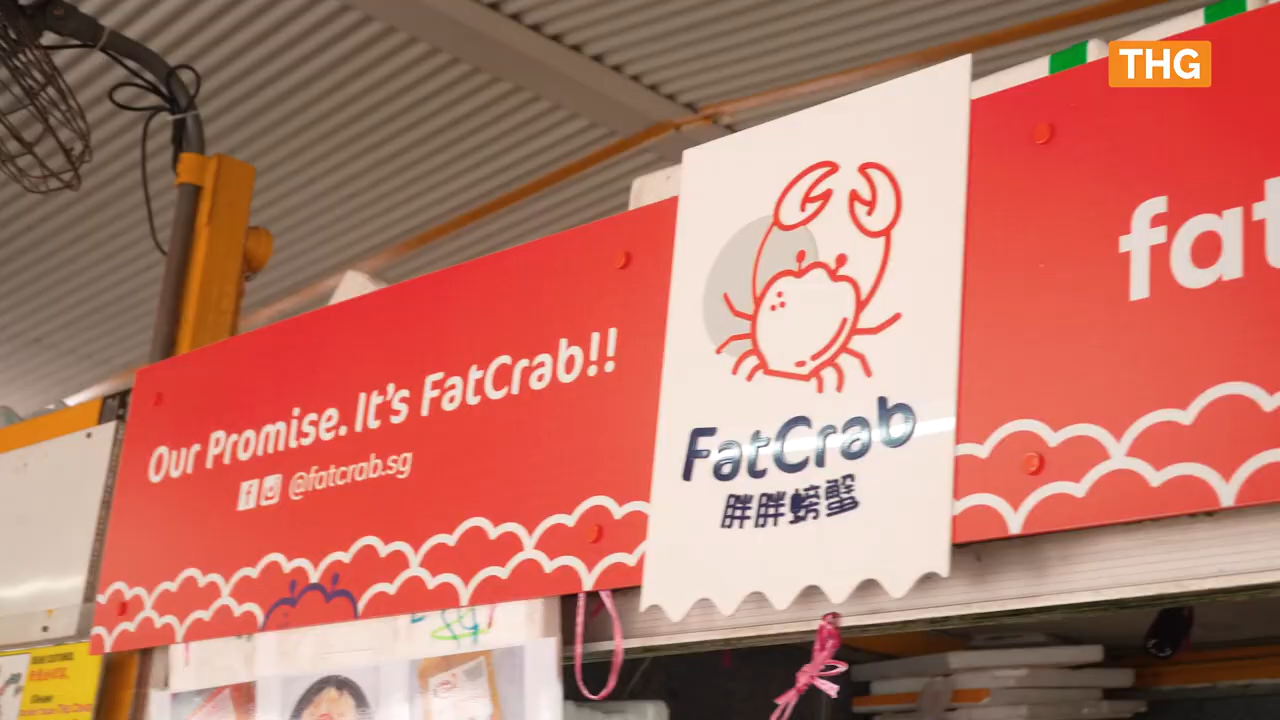 THG
Our Promise. It's FatCrab!!
@fatcrab.sg
FatCrab
胖胖螃蟹
fat